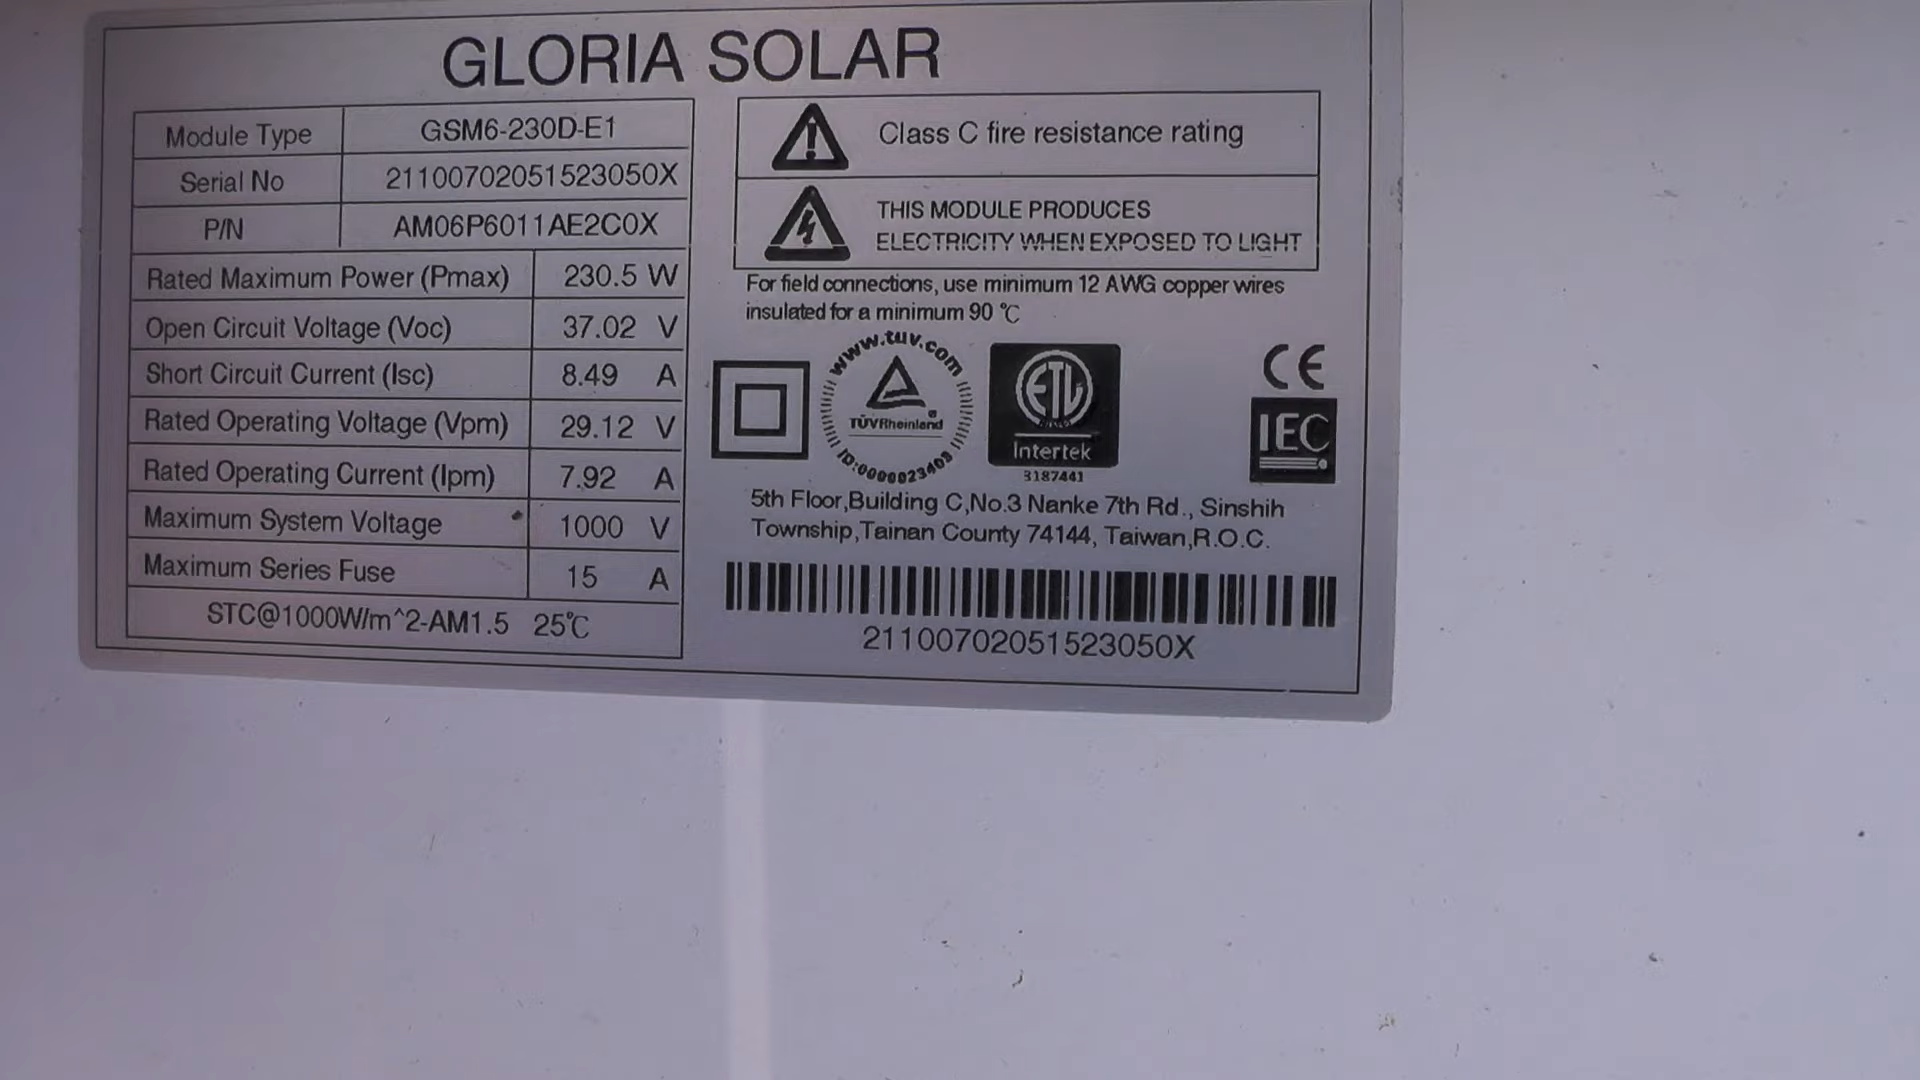 GLORIA SOLAR
Module Type GSM6-230D-E1
Serial No 21100702051523050X
P/N AM06P6011AE2C0X
Rated Maximum Power (Pmax) 230.5 W
Open Circuit Voltage (Voc) 37.02 V
Short Circuit Current (Isc) 8.49 A
Rated Operating Voltage (Vpm) 29.12 V
Rated Operating Current (Ipm) 7.92 A
Maximum System Voltage 1000 V
Maximum Series Fuse 15 A
STC@1000W/m^2-AM1.5 25℃
Class C fire resistance rating
THIS MODULE PRODUCES
ELECTRICITY WHEN EXPOSED TO LIGHT
For field connections, use minimum 12 AWG copper wires
insulated for a minimum 90 ℃
www.tuv.com
TÜVRheinland
ID:0000023403
ETL
Intertek
3187441
CE
IEC
5th Floor,Building C,No.3 Nanke 7th Rd., Sinshih
Township,Tainan County 74144, Taiwan,R.O.C.
21100702051523050X